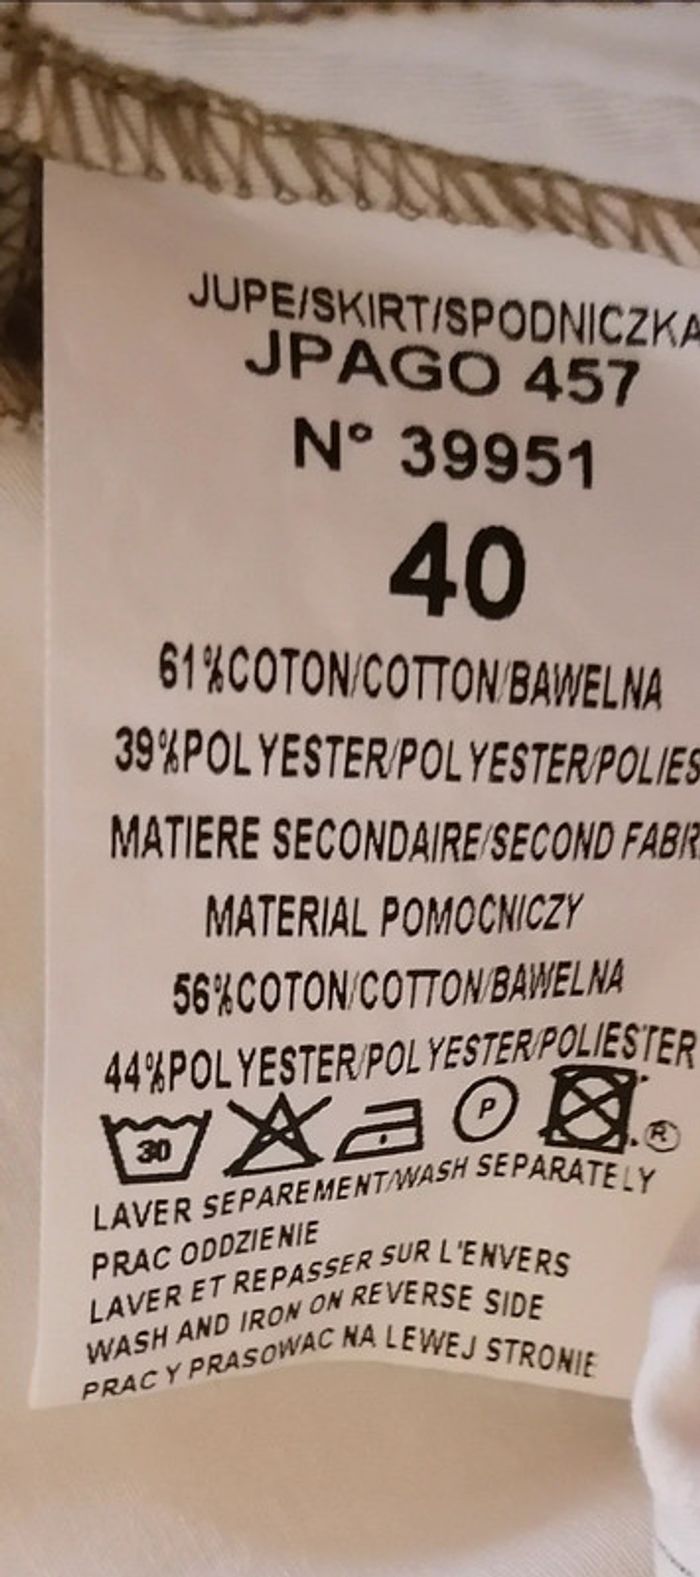 JUPE/SKIRT/SPODNICZKA
JPAGO 457
N° 39951
40
61%COTON/COTTON/BAWELNA
39%POLYESTER/POLYESTER/POLIES
MATIERE SECONDAIRE/SECOND FABR
MATERIAL POMOCNICZY
56%COTON/COTTON/BAWELNA
44%POLYESTER/POLYESTER/POLIESTER
30 P ®
LAVER SEPAREMENT/WASH SEPARATELY
PRAC ODDZIENIE
LAVER ET REPASSER SUR L'ENVERS
WASH AND IRON ON REVERSE SIDE
PRAC Y PRASOWAC NA LEWEJ STRONIE